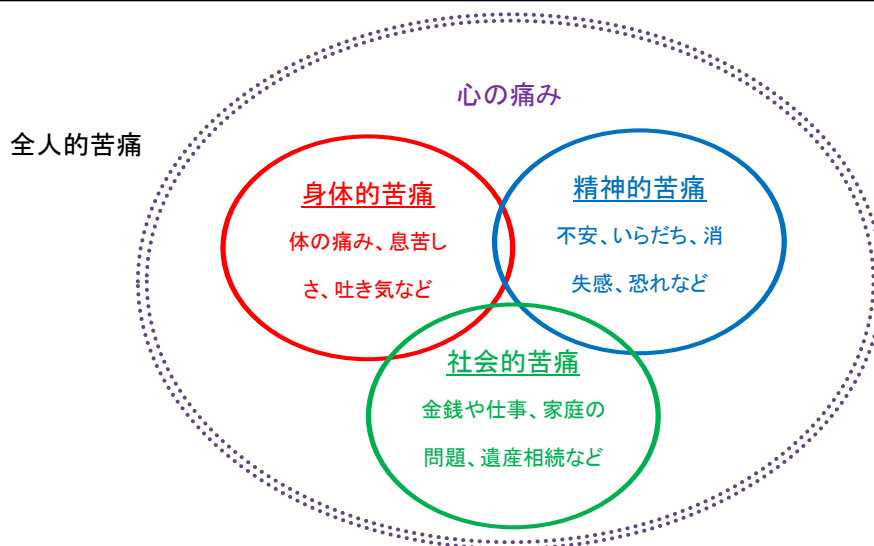 心の痛み
全人的苦痛
身体的苦痛
体の痛み、息苦し
さ、吐き気など
精神的苦痛
不安、いらだち、消
失感、恐れなど
社会的苦痛
金銭や仕事、家庭の
問題、遺産相続など